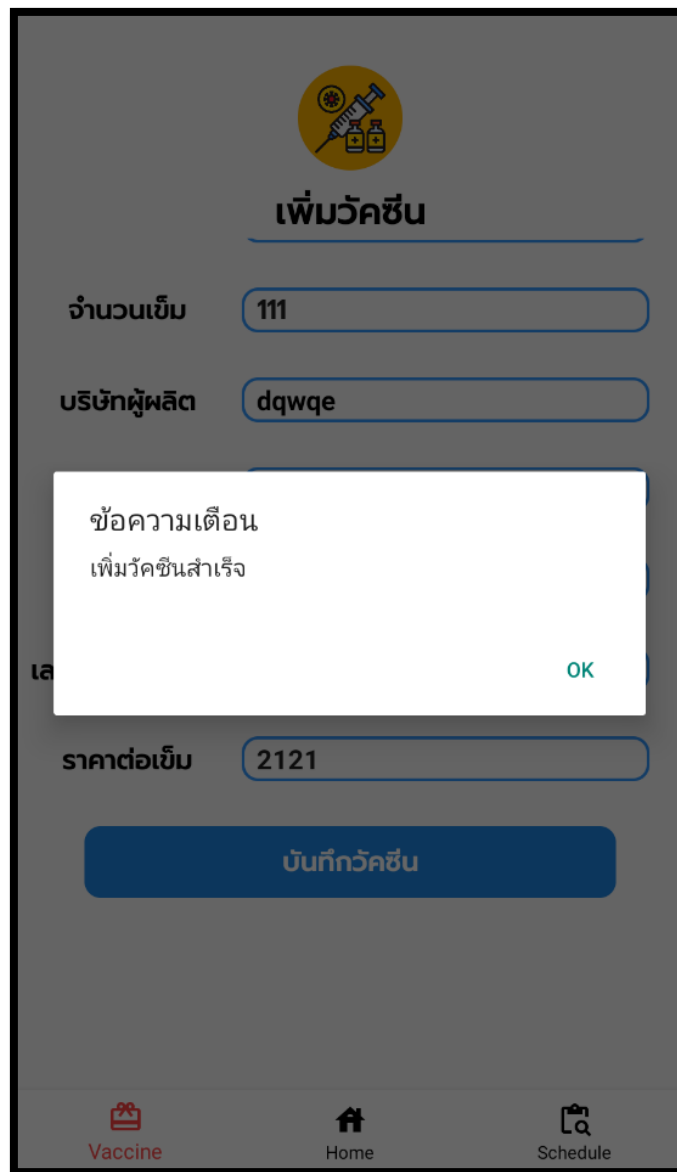 เพิ่มวัคซีน
จำนวนเข็ม 111
บริษัทผู้ผลิต dqwqe
ข้อความเตือน
เพิ่มวัคซีนสำเร็จ
OK
ราคาต่อเข็ม 2121
บันทึกวัคซีน
Vaccine Home Schedule